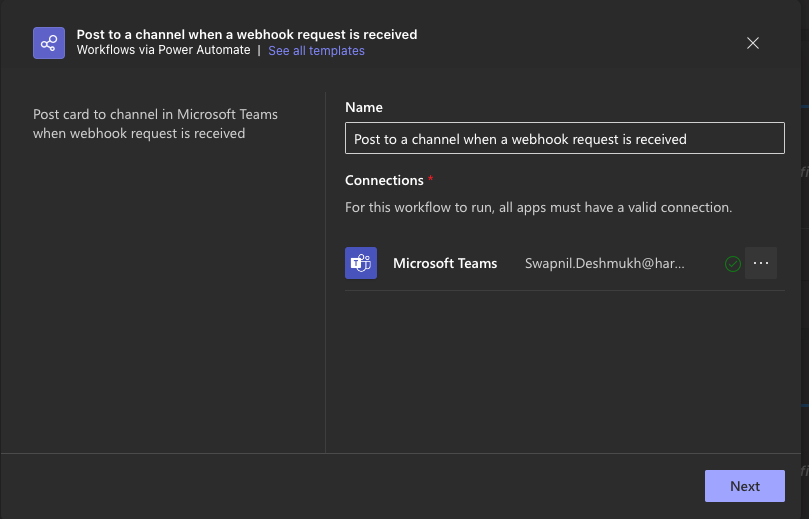 Post to a channel when a webhook request is received
Workflows via Power Automate | See all templates
Post card to channel in Microsoft Teams
when webhook request is received
Name
Post to a channel when a webhook request is received
Connections *
For this workflow to run, all apps must have a valid connection.
Microsoft Teams Swapnil.Deshmukh@har...
Next